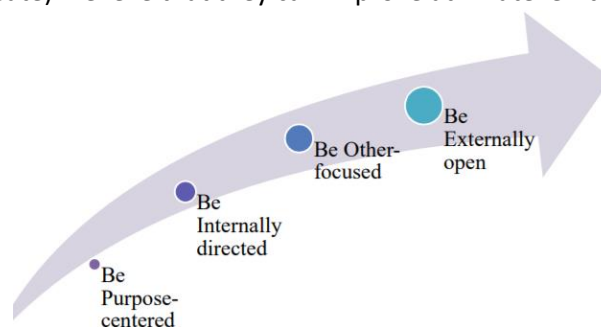 Be
Purpose-
centered
Be
Internally
directed
Be Other-
focused
Be
Externally
open